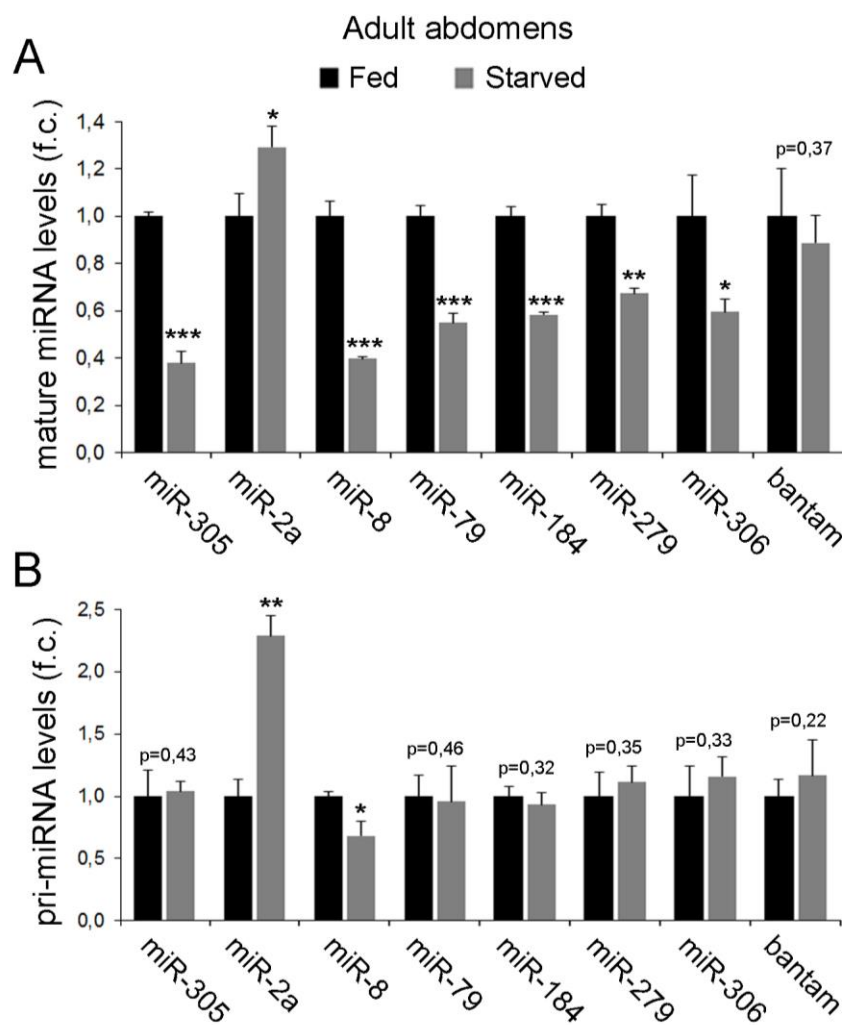 Adult abdomens
A
Fed Starved
mature miRNA levels (f.c.)
1,4
1,2
1,0
0,8
0,6
0,4
0,2
0,0
***
*
***
***
***
**
*
p=0,37
miR-305
miR-2a
miR-8
miR-79
miR-184
miR-279
miR-306
bantam
B
pri-miRNA levels (f.c.)
2,5
2,0
1,5
1,0
0,5
0,0
p=0,43
**
*
p=0,46
p=0,32
p=0,35
p=0,33
p=0,22
miR-305
miR-2a
miR-8
miR-79
miR-184
miR-279
miR-306
bantam